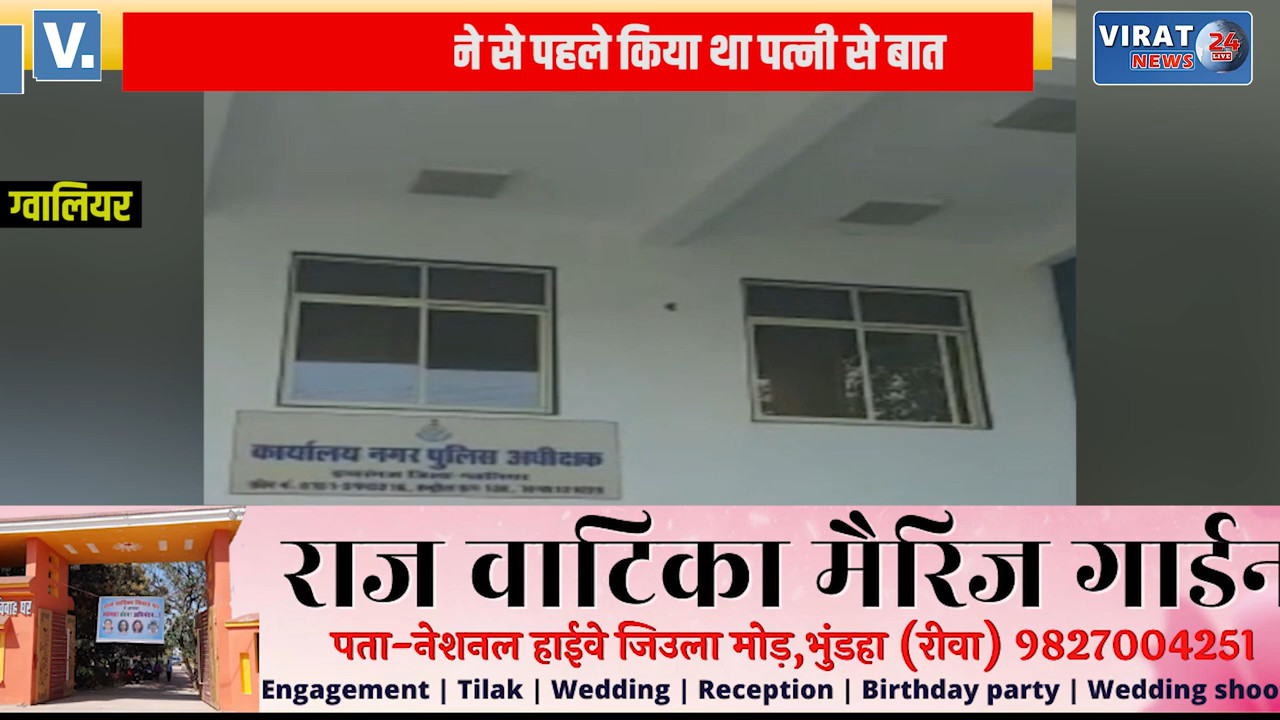 V.
ने से पहले किया था पत्नी से बात
VIRAT
NEWS
24
LIVE
ग्वालियर
कार्यालय नगर पुलिस अधीक्षक
राज वाटिका मैरिज गार्डन
पता-नेशनल हाईवे जिउला मोड़,भुंडहा (रीवा) 9827004251
Engagement | Tilak | Wedding | Reception | Birthday party | Wedding shoo